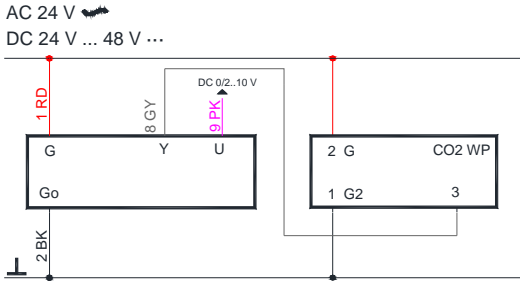 AC 24 V
DC 24 V ... 48 V ...
DC 0/2..10 V
1 RD
8 GY
9 PK
G
Y
U
2 G
CO2 WP
Go
1 G2
3
2 BK